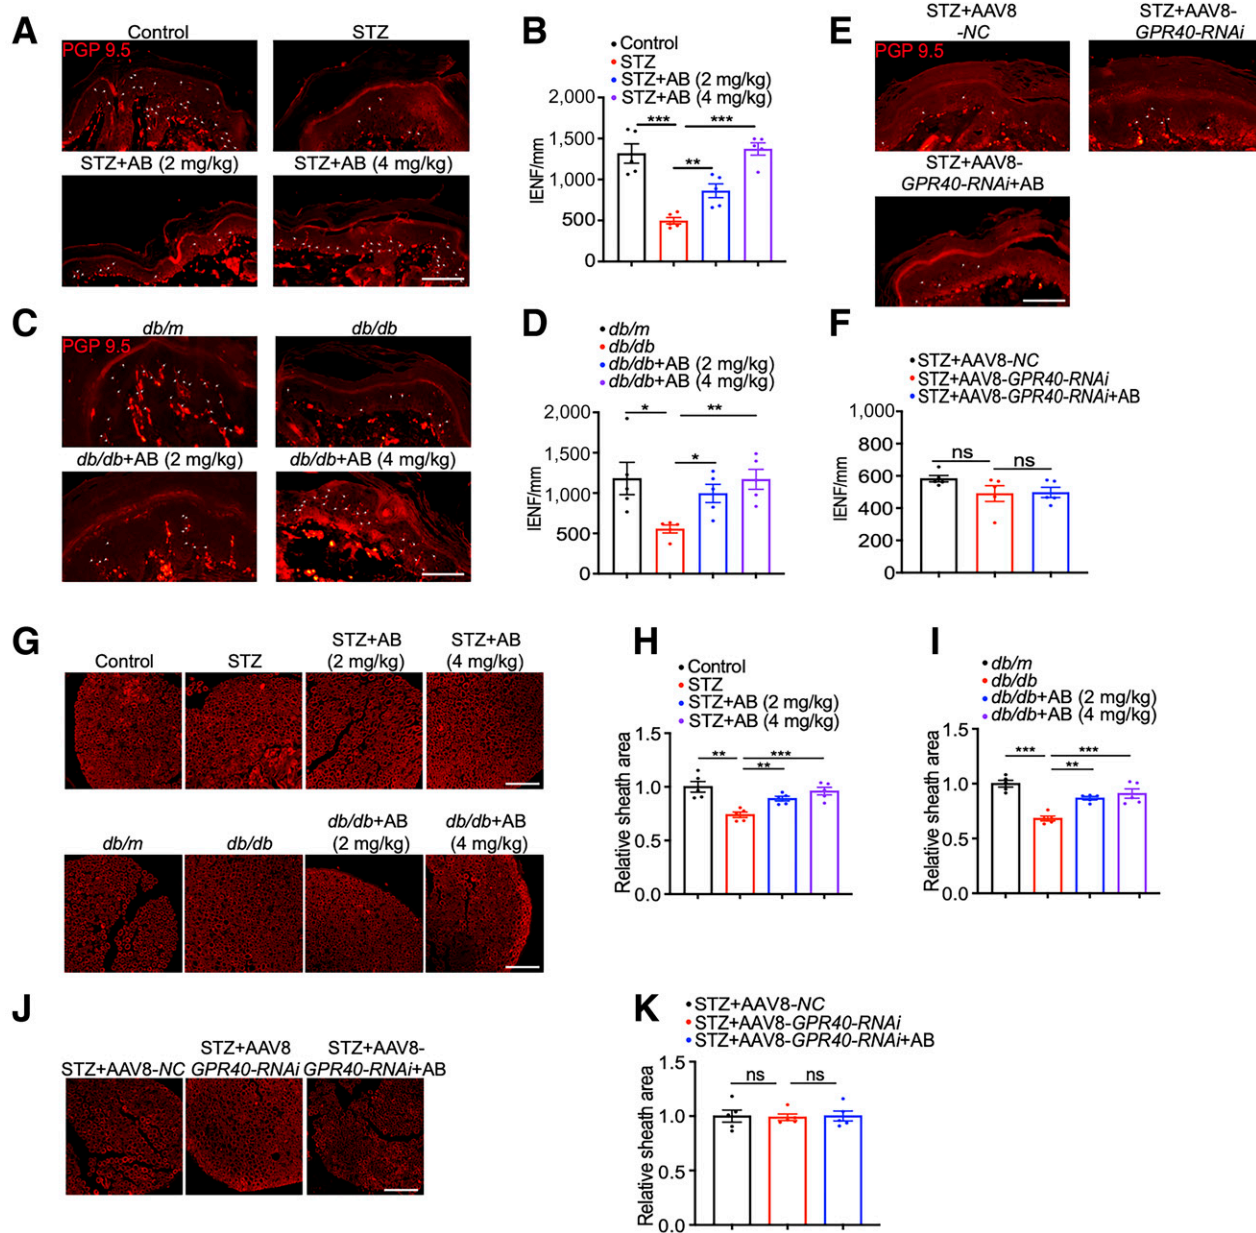 A
Control
STZ
PGP 9.5
STZ+AB (2 mg/kg)
STZ+AB (4 mg/kg)
B
Control
STZ
STZ+AB (2 mg/kg)
STZ+AB (4 mg/kg)
2,000
1,500
1,000
500
0
IENF/mm
***
***
**
E
STZ+AAV8
-NC
STZ+AAV8-
GPR40-RNAi
PGP 9.5
STZ+AAV8-
GPR40-RNAi+AB
C
db/m
db/db
PGP 9.5
db/db+AB (2 mg/kg)
db/db+AB (4 mg/kg)
D
db/m
db/db
db/db+AB (2 mg/kg)
db/db+AB (4 mg/kg)
2,000
1,500
1,000
500
0
IENF/mm
*
**
*
F
STZ+AAV8-NC
STZ+AAV8-GPR40-RNAi
STZ+AAV8-GPR40-RNAi+AB
1,000
800
600
400
200
0
IENF/mm
ns
ns
G
Control
STZ
STZ+AB
(2 mg/kg)
STZ+AB
(4 mg/kg)
db/m
db/db
db/db+AB
(2 mg/kg)
db/db+AB
(4 mg/kg)
H
Control
STZ
STZ+AB (2 mg/kg)
STZ+AB (4 mg/kg)
1.5
1.0
0.5
0.0
Relative sheath area
**
***
**
I
db/m
db/db
db/db+AB (2 mg/kg)
db/db+AB (4 mg/kg)
1.5
1.0
0.5
0.0
Relative sheath area
***
***
**
J
STZ+AAV8-NC
STZ+AAV8
GPR40-RNAi
STZ+AAV8-
GPR40-RNAi+AB
K
STZ+AAV8-NC
STZ+AAV8-GPR40-RNAi
STZ+AAV8-GPR40-RNAi+AB
1.5
1.0
0.5
0.0
Relative sheath area
ns
ns